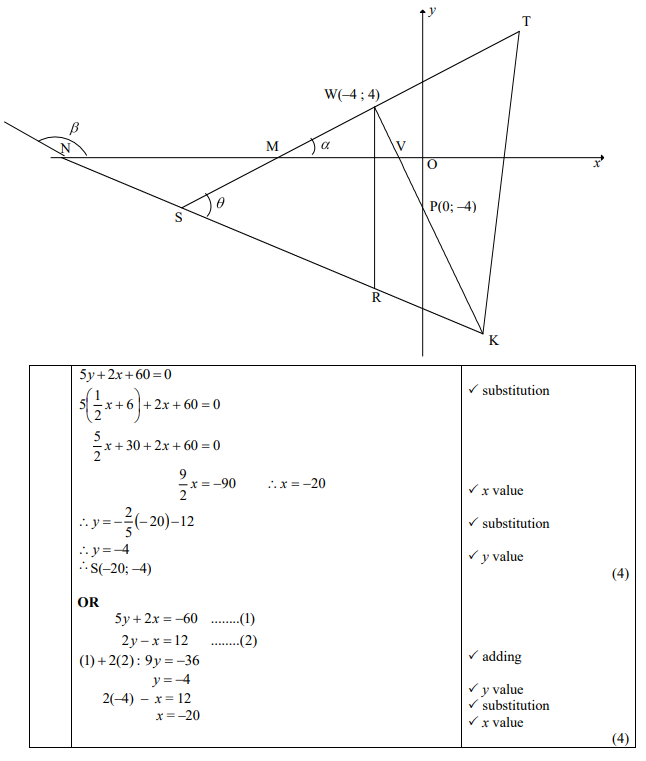 y
T
W(–4 ; 4)
β
N
M
α
V
O
x
θ
S
P(0; –4)
R
K
5y + 2x + 60 = 0
5(1/2 x + 6) + 2x + 60 = 0
✓ substitution
5/2 x + 30 + 2x + 60 = 0
9/2 x = –90 ∴ x = –20
✓ x value
∴ y = –2/5(–20) – 12
✓ substitution
∴ y = –4
✓ y value
∴ S(–20; –4)
(4)
OR
5y + 2x = –60 ........(1)
2y – x = 12 ........(2)
(1) + 2(2) : 9y = –36
✓ adding
y = –4
✓ y value
2(–4) – x = 12
✓ substitution
x = –20
✓ x value
(4)